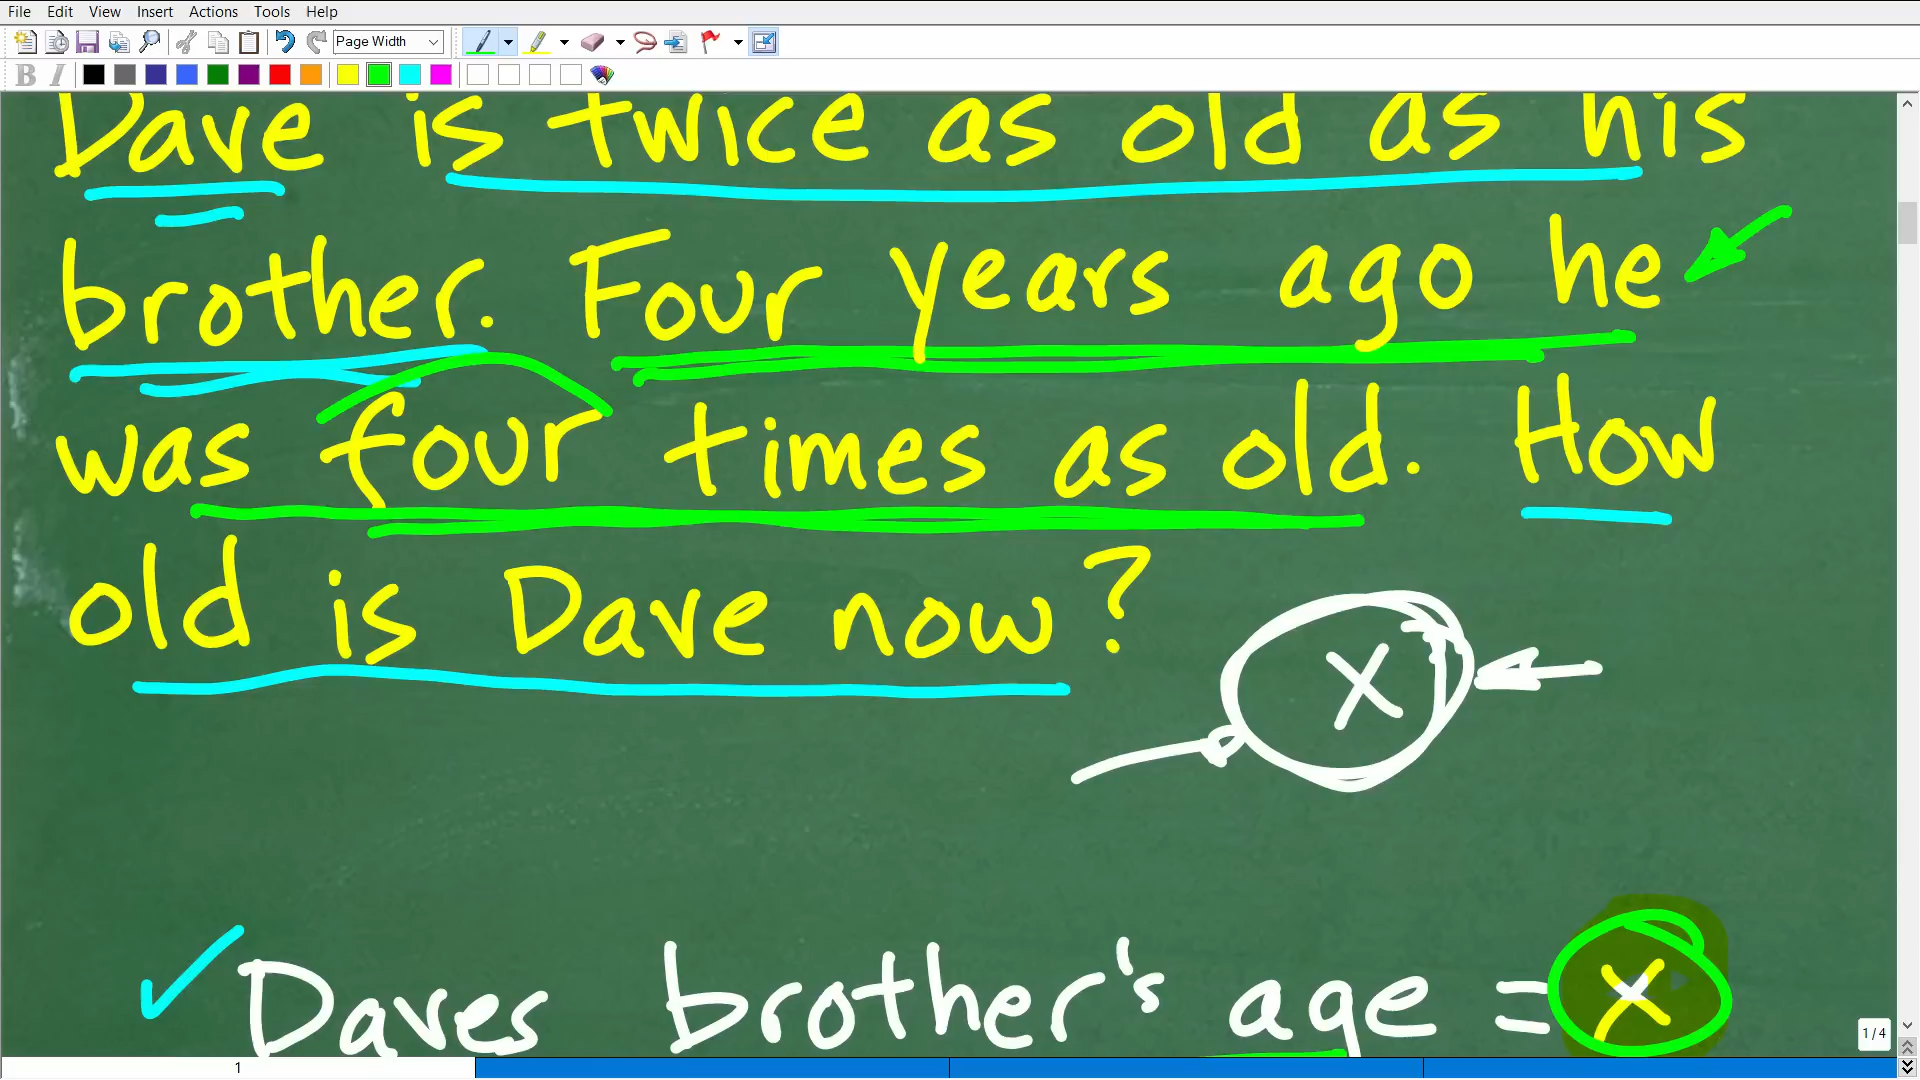 File Edit View Insert Actions Tools Help
Page Width
B I
Dave is twice as old as his
brother. Four years ago he
was four times as old. How
old is Dave now?
X
Daves brother's age = X
1 / 4
1